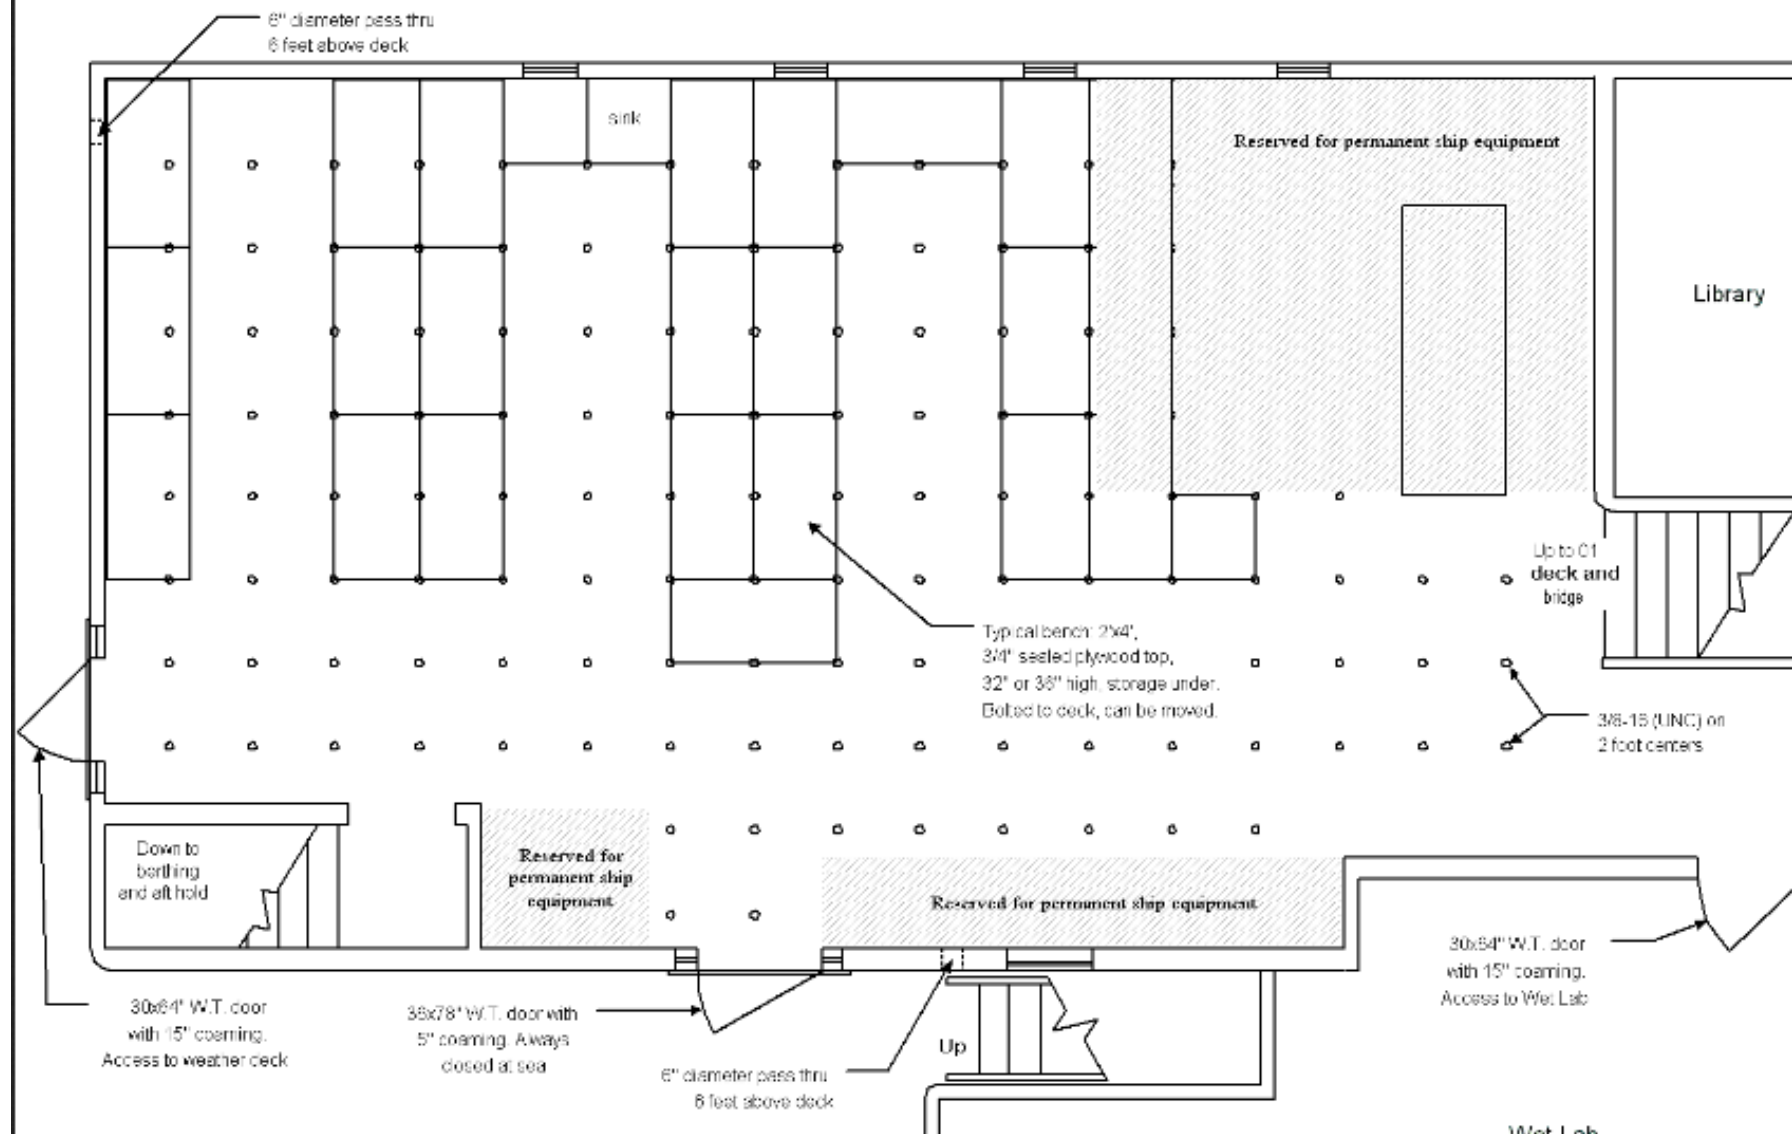 6" diameter pass thru
6 feet above deck
sink
Reserved for permanent ship equipment
Library
Up to 01
deck and
bridge
Typical bench: 2'x4',
3/4" sealed plywood top,
32" or 36" high, storage under.
Bolted to deck, can be moved.
3/8-16 (UNC) on
2 foot centers
Down to
berthing
and aft hold
Reserved for
permanent ship
equipment
Reserved for permanent ship equipment
30x64" W.T. door
with 15" coaming.
Access to Wet Lab
30x64" W.T. door
with 15" coaming.
Access to weather deck
36x78" W.T. door with
5" coaming. Always
closed at sea
6" diameter pass thru
6 feet above deck
Up
Wet Lab